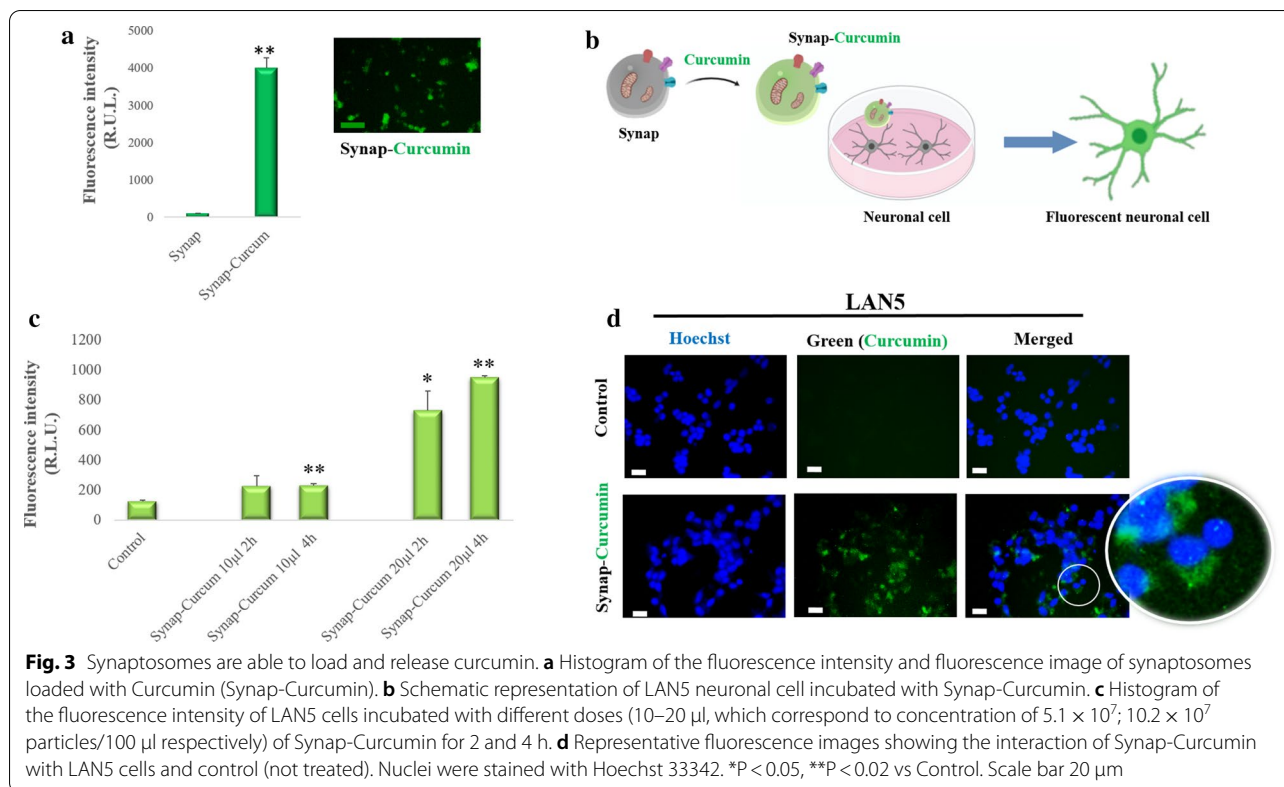 a
5000
4000
3000
2000
1000
0
Fluorescence intensity
(R.U.L.)
**
Synap
Synap-Curcum
Synap-Curcumin
b
Synap
Curcumin
Synap-Curcumin
Neuronal cell
Fluorescent neuronal cell
c
1200
1000
800
600
400
200
0
Fluorescence intensity
(R.L.U.)
**
*
**
Control
Synap-Curcum 10µl 2h
Synap-Curcum 10µl 4h
Synap-Curcum 20µl 2h
Synap-Curcum 20µl 4h
d
LAN5
Hoechst
Green (Curcumin)
Merged
Control
Synap-Curcumin
Fig. 3 Synaptosomes are able to load and release curcumin. a Histogram of the fluorescence intensity and fluorescence image of synaptosomes
loaded with Curcumin (Synap-Curcumin). b Schematic representation of LAN5 neuronal cell incubated with Synap-Curcumin. c Histogram of
the fluorescence intensity of LAN5 cells incubated with different doses (10–20 µl, which correspond to concentration of 5.1 × 10⁷; 10.2 × 10⁷
particles/100 µl respectively) of Synap-Curcumin for 2 and 4 h. d Representative fluorescence images showing the interaction of Synap-Curcumin
with LAN5 cells and control (not treated). Nuclei were stained with Hoechst 33342. *P < 0.05, **P < 0.02 vs Control. Scale bar 20 µm